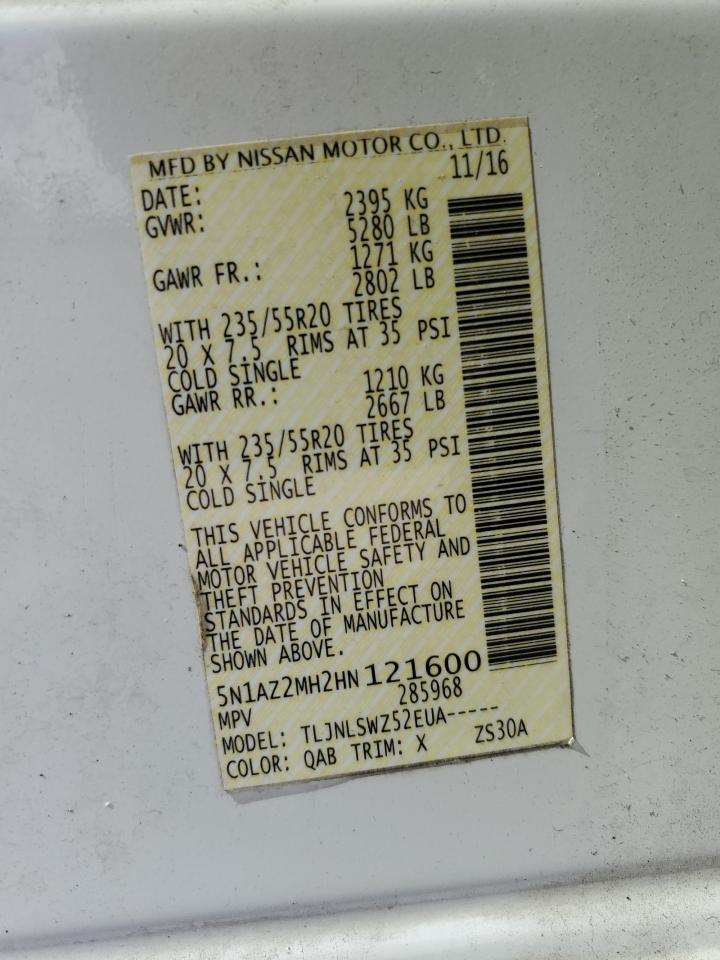 MFD BY NISSAN MOTOR CO., LTD.
DATE: 11/16
GVWR: 2395 KG
5280 LB
GAWR FR.: 1271 KG
2802 LB
WITH 235/55R20 TIRES
20 X 7.5 RIMS AT 35 PSI
COLD SINGLE
GAWR RR.: 1210 KG
2667 LB
WITH 235/55R20 TIRES
20 X 7.5 RIMS AT 35 PSI
COLD SINGLE
THIS VEHICLE CONFORMS TO
ALL APPLICABLE FEDERAL
MOTOR VEHICLE SAFETY AND
THEFT PREVENTION
STANDARDS IN EFFECT ON
THE DATE OF MANUFACTURE
SHOWN ABOVE.
5N1AZ2MH2HN121600
MPV 285968
MODEL: TLJNLSWZ52EUA-----
COLOR: QAB TRIM: X ZS30A